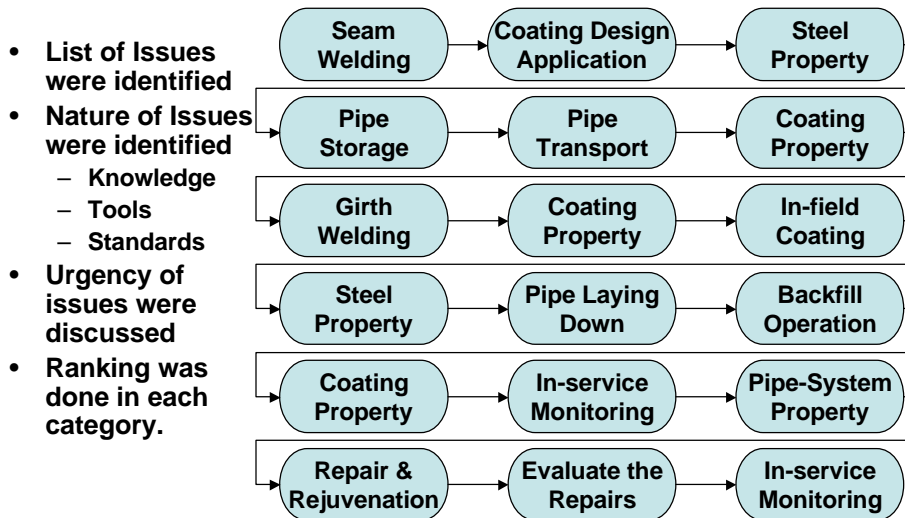 • List of Issues
were identified
• Nature of Issues
were identified
– Knowledge
– Tools
– Standards
• Urgency of
issues were
discussed
• Ranking was
done in each
category.
Seam
Welding
Coating Design
Application
Steel
Property
Pipe
Storage
Pipe
Transport
Coating
Property
Girth
Welding
Coating
Property
In-field
Coating
Steel
Property
Pipe Laying
Down
Backfill
Operation
Coating
Property
In-service
Monitoring
Pipe-System
Property
Repair &
Rejuvenation
Evaluate the
Repairs
In-service
Monitoring